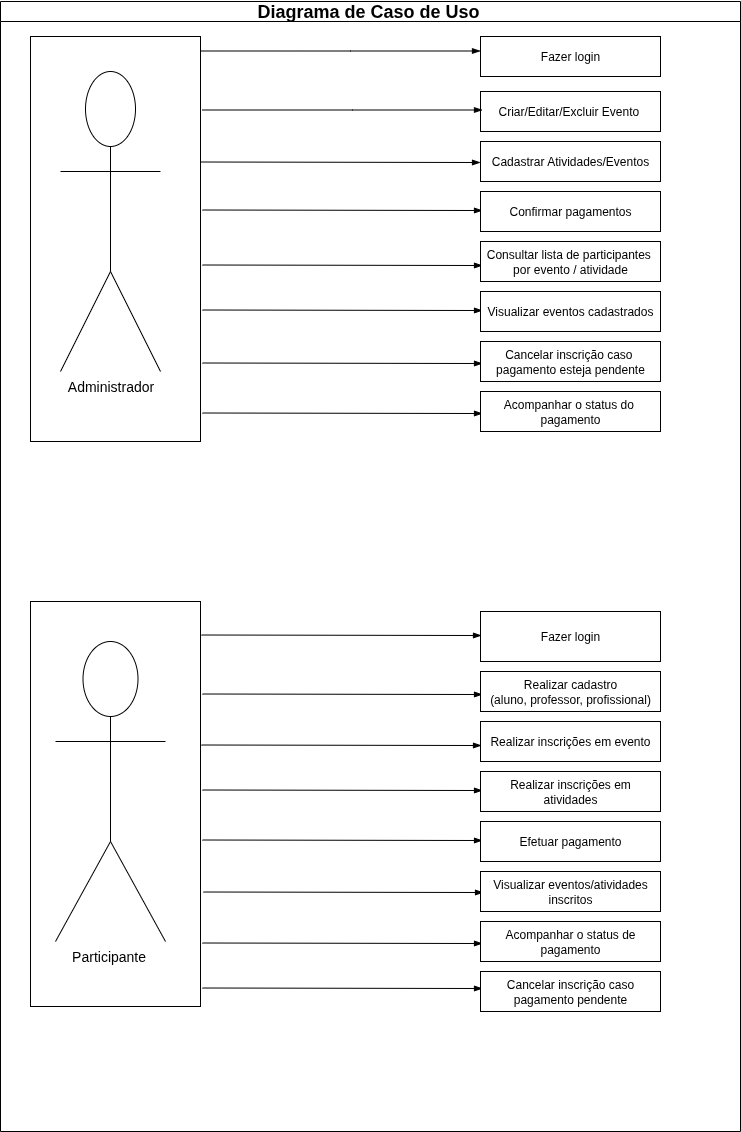 Diagrama de Caso de Uso
Fazer login
Criar/Editar/Excluir Evento
Cadastrar Atividades/Eventos
Confirmar pagamentos
Consultar lista de participantes
por evento / atividade
Visualizar eventos cadastrados
Cancelar inscrição caso
pagamento esteja pendente
Acompanhar o status do
pagamento
Administrador
Fazer login
Realizar cadastro
(aluno, professor, profissional)
Realizar inscrições em evento
Realizar inscrições em
atividades
Efetuar pagamento
Visualizar eventos/atividades
inscritos
Acompanhar o status de
pagamento
Cancelar inscrição caso
pagamento pendente
Participante